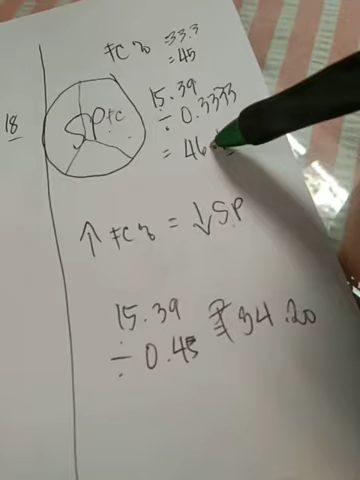 FC % = 33.3
= 45
18
SP FC
15.39
÷ 0.3333
= 46
↑ FC % = ↓ SP
15.39
÷ 0.45
₱34.20